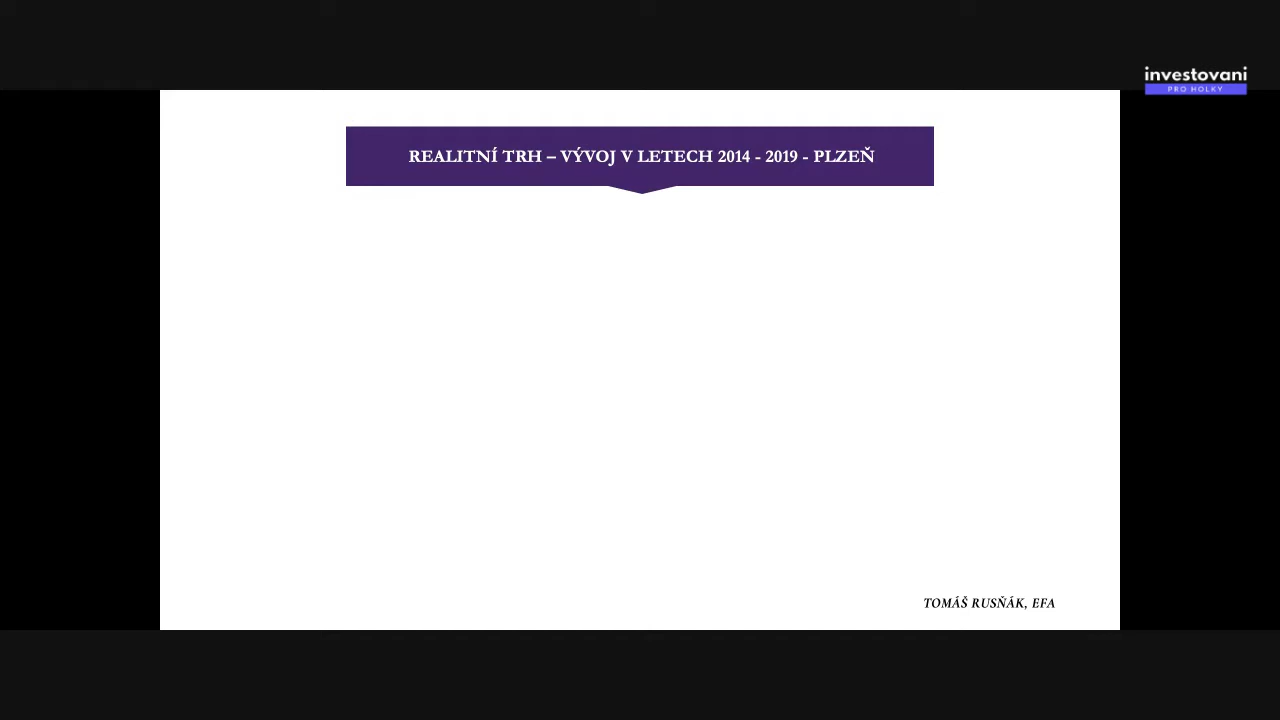 investovani
PRO HOLKY
REALITNÍ TRH – VÝVOJ V LETECH 2014 - 2019 - PLZEŇ
TOMÁŠ RUSŇÁK, EFA